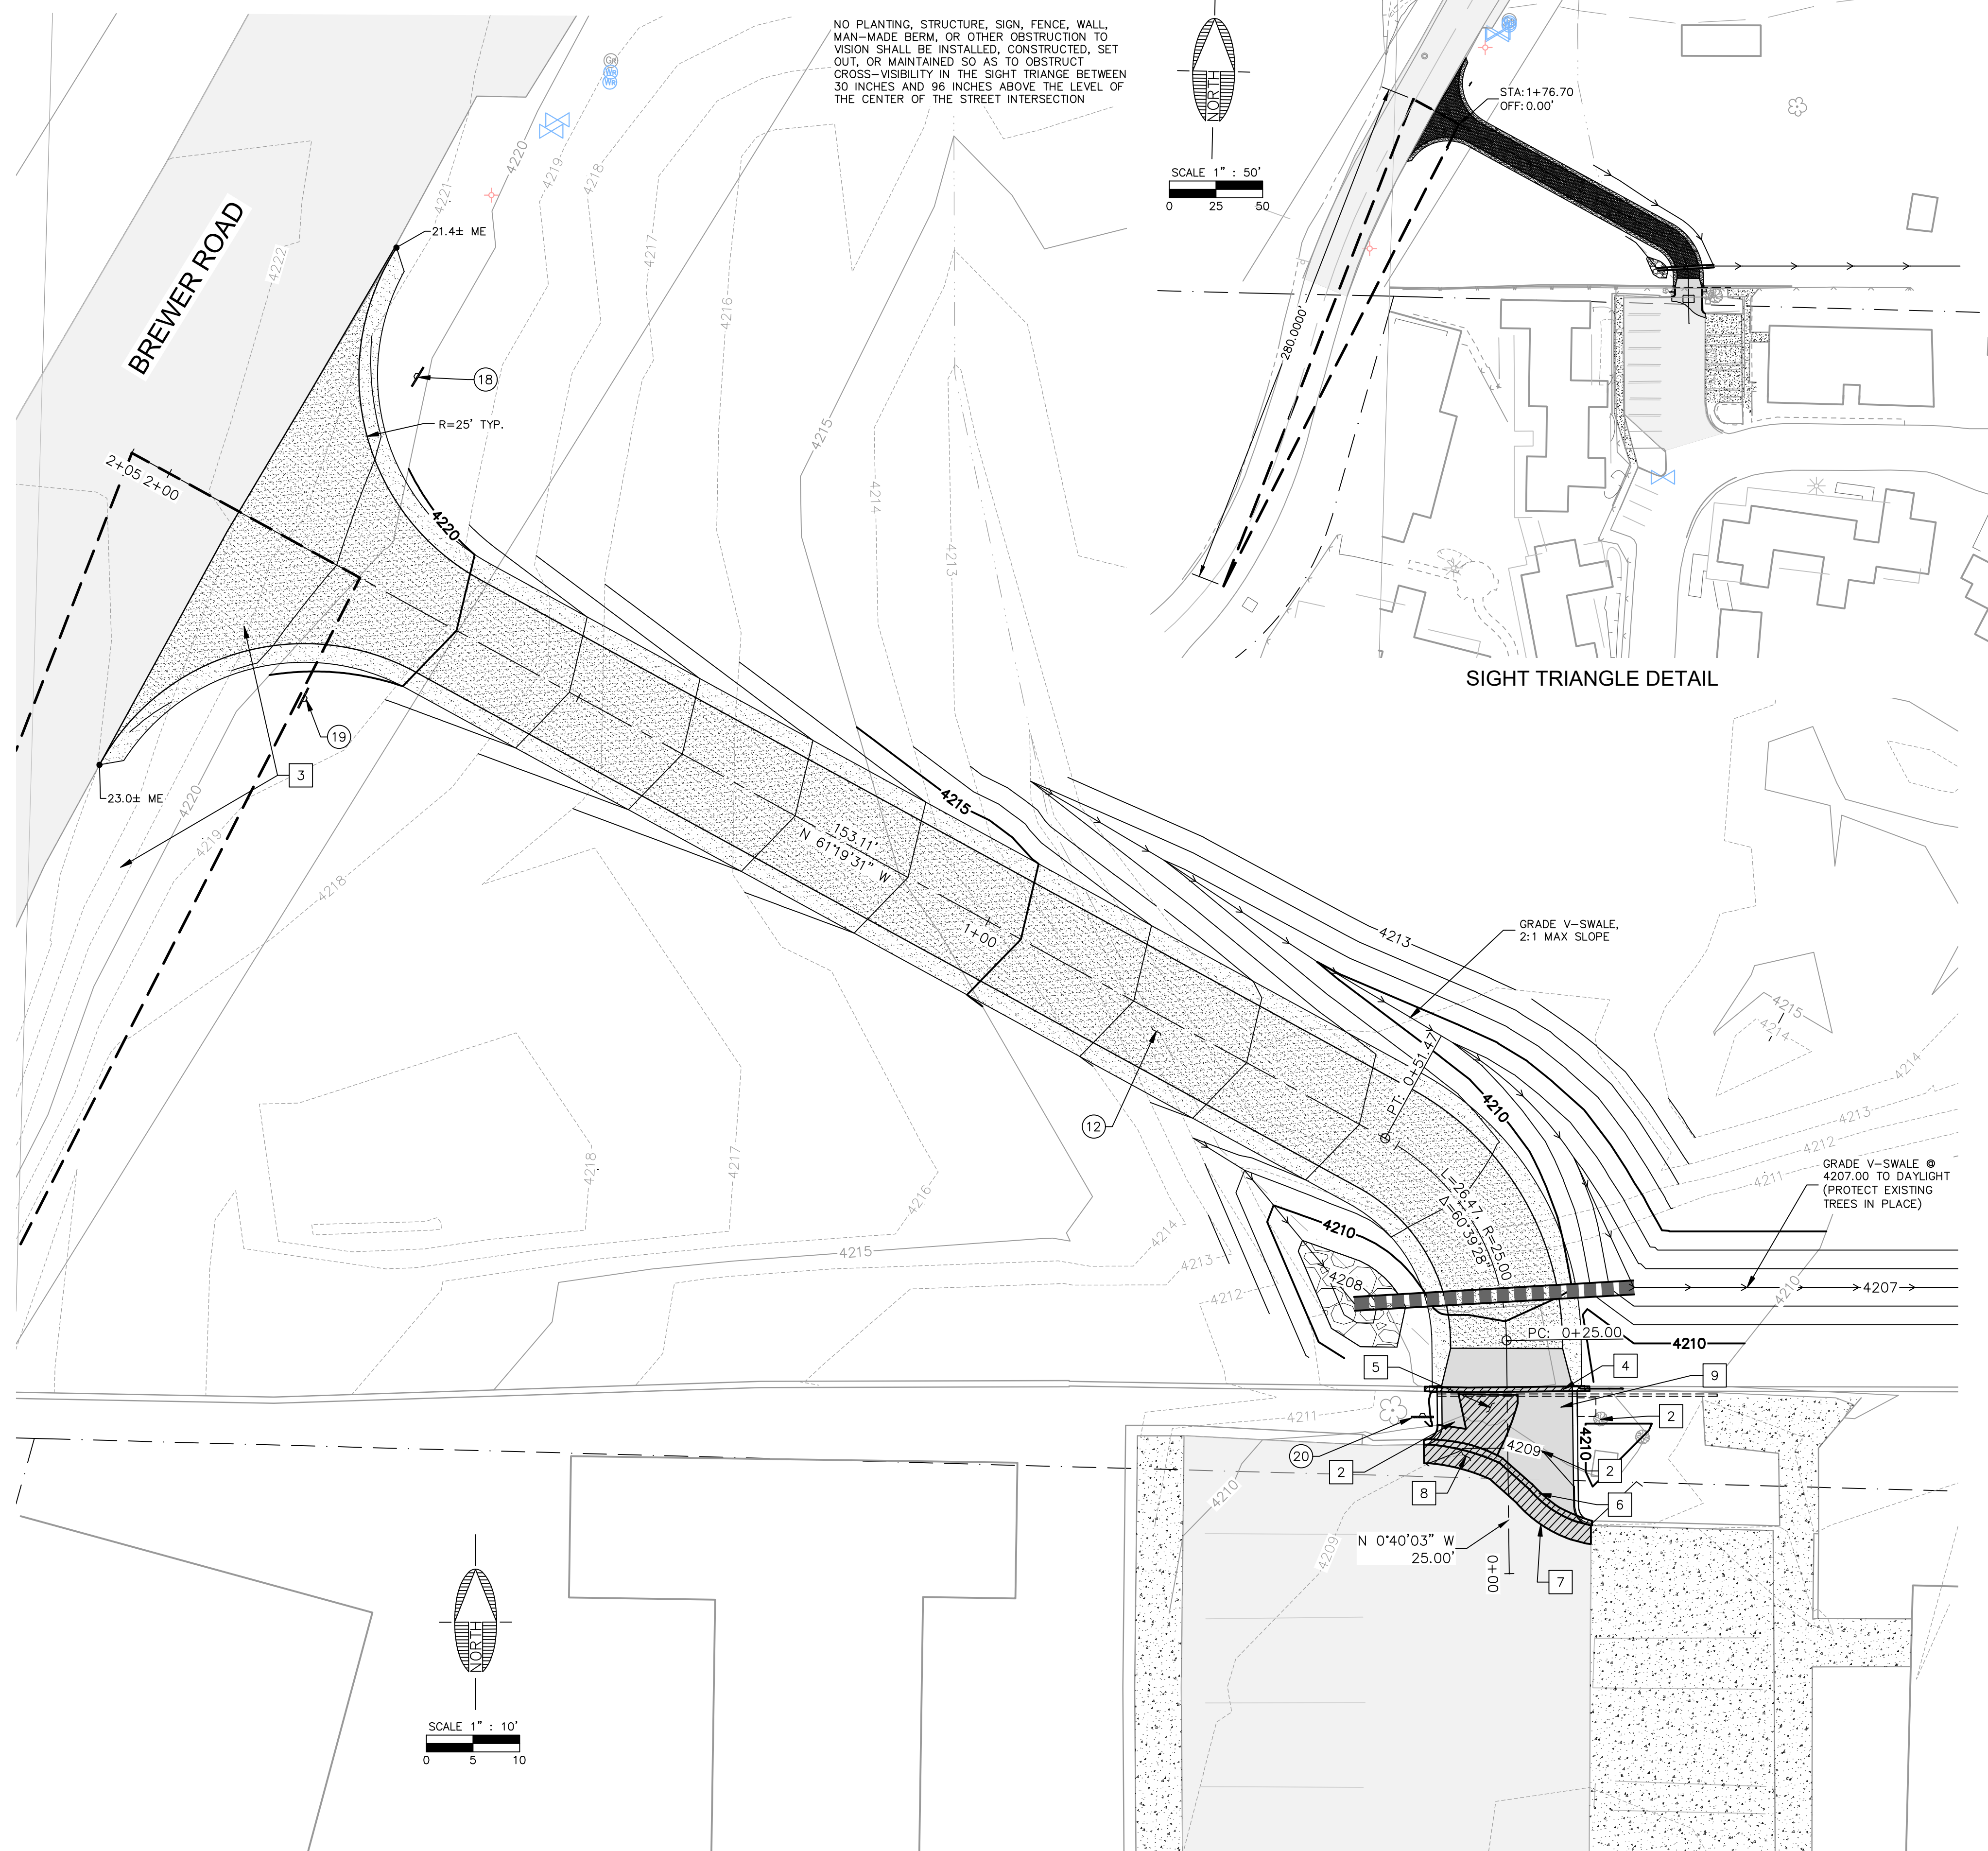 NO PLANTING, STRUCTURE, SIGN, FENCE, WALL,
MAN-MADE BERM, OR OTHER OBSTRUCTION TO
VISION SHALL BE INSTALLED, CONSTRUCTED, SET
OUT, OR MAINTAINED SO AS TO OBSTRUCT
CROSS-VISIBILITY IN THE SIGHT TRIANGE BETWEEN
30 INCHES AND 96 INCHES ABOVE THE LEVEL OF
THE CENTER OF THE STREET INTERSECTION
NORTH
SCALE 1" : 50'
0 25 50
STA:1+76.70
OFF:0.00'
280.0000'
SIGHT TRIANGLE DETAIL
BREWER ROAD
4222
4221
4220
4219
4218
4217
4216
4215
4214
4213
21.4± ME
18
R=25' TYP.
2+05
2+00
4220
19
3
23.0± ME
4220
4219
4218
4215
153.11'
N 61°19'31" W
1+00
12
4213
GRADE V-SWALE,
2:1 MAX SLOPE
PT: 0+51.47
4210
L=26.47, R=25.00
Δ=60°39'28"
4215
4214
4214
4213
4212
4211
4210
GRADE V-SWALE @
4207.00 TO DAYLIGHT
(PROTECT EXISTING
TREES IN PLACE)
4207
4218
4217
4216
4215
4214
4213
4212
4211
4210
4208
PC: 0+25.00
4210
5
4
9
2
20
2
4209
4210
2
8
6
4210
4209
N 0°40'03" W
25.00'
0+00
7
NORTH
SCALE 1" : 10'
0 5 10